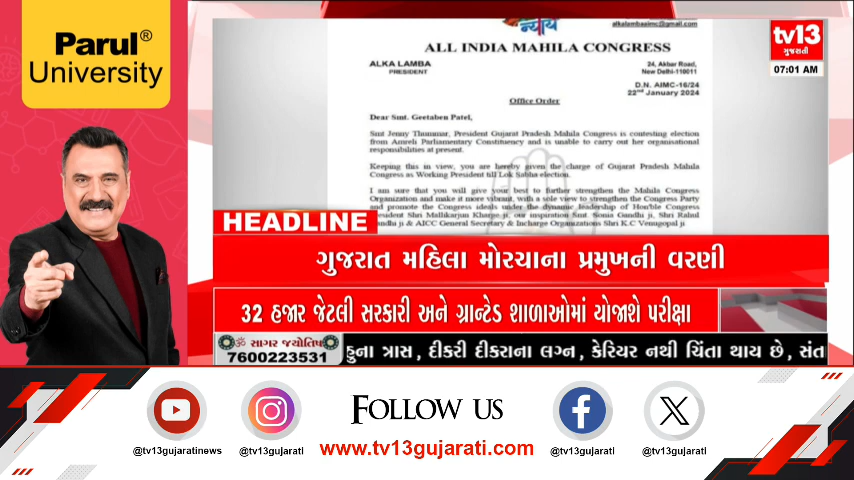 Parul®
University
न्याय
alkalambaaimc@gmail.com
ALL INDIA MAHILA CONGRESS
ALKA LAMBA
PRESIDENT
24, Akbar Road,
New Delhi-110011
D.N. AIMC-16/24
22nd January 2024
Office Order
Dear Smt. Geetaben Patel,
Smt Jenny Thummar, President Gujarat Pradesh Mahila Congress is contesting election
from Amreli Parliamentary Constituency and is unable to carry out her organisational
responsibilities at present.
Keeping this in view, you are hereby given the charge of Gujarat Pradesh Mahila
Congress as Working President till Lok Sabha election.
I am sure that you will give your best to further strengthen the Mahila Congress
Organization and make it more vibrant, with a sole view to strengthen the Congress Party
and promote the Congress ideals under the dynamic leadership of Hon'ble Congress
President Shri Mallikarjun Kharge ji, our inspiration Smt. Sonia Gandhi ji, Shri Rahul
Gandhi ji & AICC General Secretary & Incharge Organizations Shri K.C Venugopal ji
tv13
ગુજરાતી
07:01 AM
HEADLINE
ગુજરાત મહિલા મોરચાના પ્રમુખની વરણી
32 હજાર જેટલી સરકારી અને ગ્રાન્ટેડ શાળાઓમાં યોજાશે પરીક્ષા
ૐ સાગર જ્યોતિષ
7600223531
હુના ત્રાસ, દીકરી દીકરાના લગ્ન, કેરિયર નથી ચિંતા થાય છે, સંત
FOLLOW US
www.tv13gujarati.com
@tv13gujaratinews
@tv13gujarati
@tv13gujarati
@tv13gujarati